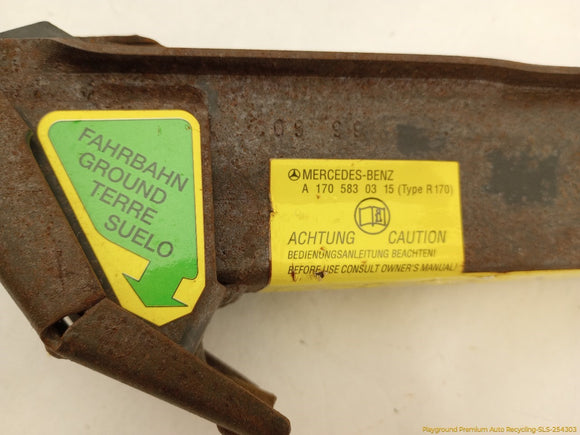 FAHRBAHN
GROUND
TERRE
SUELO
MERCEDES-BENZ
A 170 583 03 15 (Type R170)
ACHTUNG CAUTION
BEDIENUNGSANLEITUNG BEACHTEN!
BEFORE USE CONSULT OWNER'S MANUAL!
Playground Premium Auto Recycling-SLS-254303